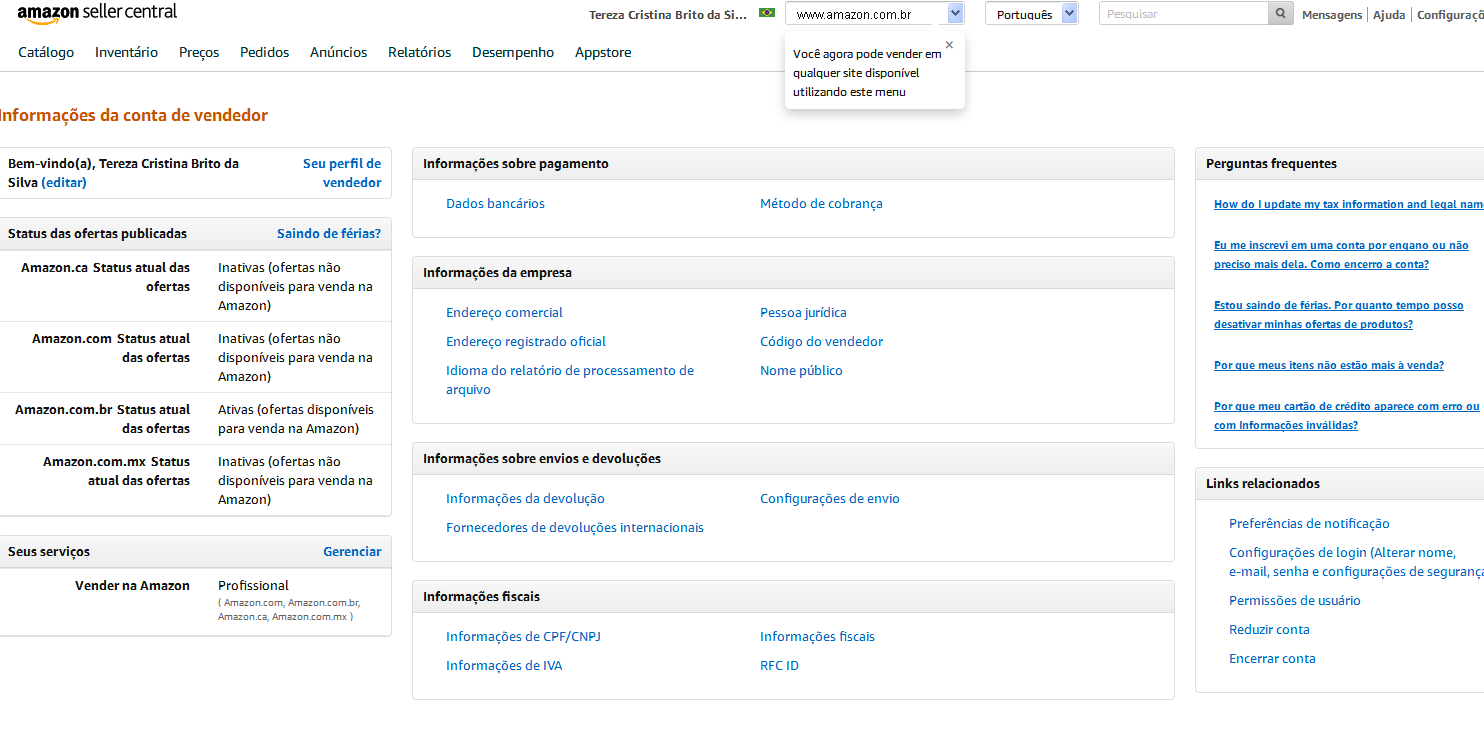 amazon seller central
Tereza Cristina Brito da Si...
www.amazon.com.br
Português
Pesquisar
Mensagens | Ajuda | Configuraçõ
Catálogo Inventário Preços Pedidos Anúncios Relatórios Desempenho Appstore
Você agora pode vender em
qualquer site disponível
utilizando este menu
Informações da conta de vendedor
Bem-vindo(a), Tereza Cristina Brito da
Silva (editar)
Seu perfil de
vendedor
Status das ofertas publicadas
Saindo de férias?
Amazon.ca Status atual das
ofertas
Inativas (ofertas não
disponíveis para venda na
Amazon)
Amazon.com Status atual
das ofertas
Inativas (ofertas não
disponíveis para venda na
Amazon)
Amazon.com.br Status atual
das ofertas
Ativas (ofertas disponíveis
para venda na Amazon)
Amazon.com.mx Status
atual das ofertas
Inativas (ofertas não
disponíveis para venda na
Amazon)
Seus serviços
Gerenciar
Vender na Amazon
Profissional
( Amazon.com, Amazon.com.br,
Amazon.ca, Amazon.com.mx )
Informações sobre pagamento
Dados bancários
Método de cobrança
Informações da empresa
Endereço comercial
Pessoa jurídica
Endereço registrado oficial
Código do vendedor
Idioma do relatório de processamento de
arquivo
Nome público
Informações sobre envios e devoluções
Informações da devolução
Configurações de envio
Fornecedores de devoluções internacionais
Informações fiscais
Informações de CPF/CNPJ
Informações fiscais
Informações de IVA
RFC ID
Perguntas frequentes
How do I update my tax information and legal nam
Eu me inscrevi em uma conta por engano ou não
preciso mais dela. Como encerro a conta?
Estou saindo de férias. Por quanto tempo posso
desativar minhas ofertas de produtos?
Por que meus itens não estão mais à venda?
Por que meu cartão de crédito aparece com erro ou
com Informações inválidas?
Links relacionados
Preferências de notificação
Configurações de login (Alterar nome,
e-mail, senha e configurações de segurança
Permissões de usuário
Reduzir conta
Encerrar conta